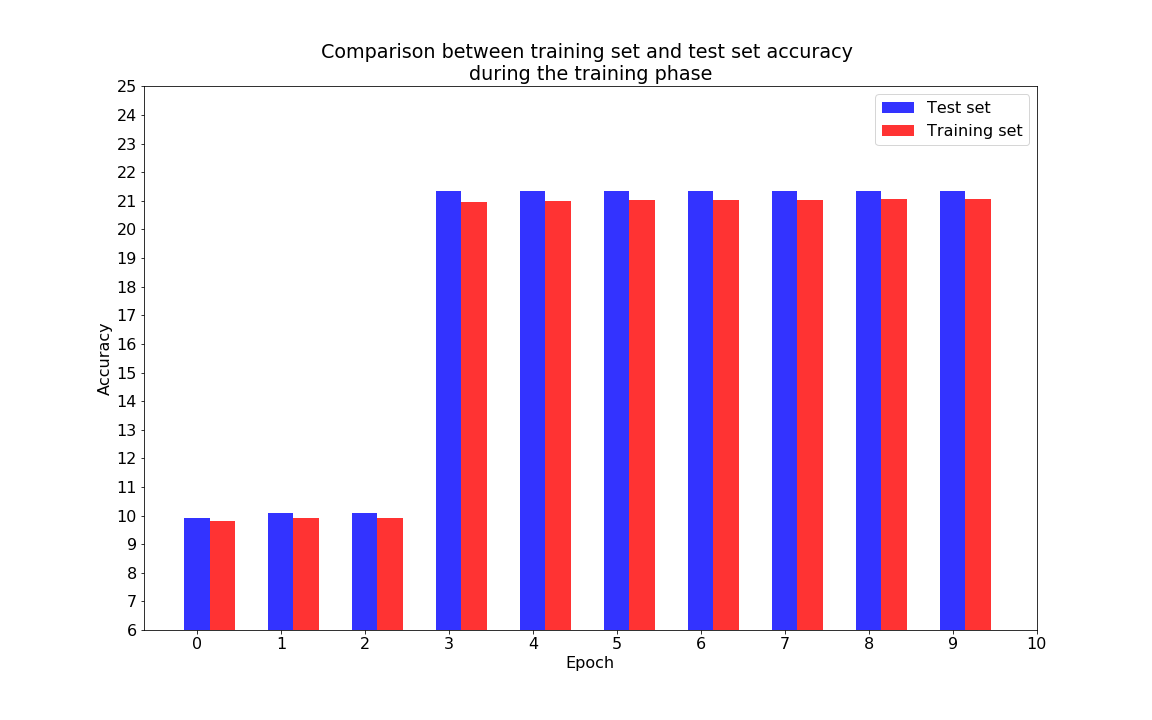 Comparison between training set and test set accuracy
during the training phase
25
24
23
22
21
20
19
18
17
16
15
14
13
12
11
10
9
8
7
6
Accuracy
Test set
Training set
0 1 2 3 4 5 6 7 8 9 10
Epoch